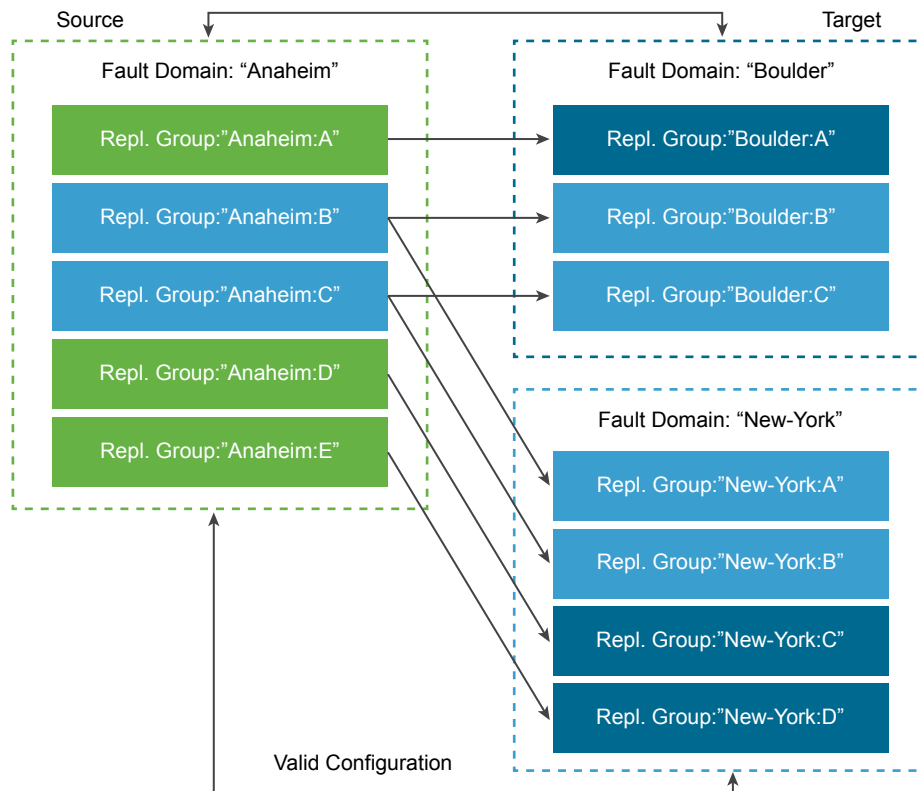 Source
Target
Fault Domain: “Anaheim”
Repl. Group:”Anaheim:A”
Repl. Group:”Anaheim:B”
Repl. Group:”Anaheim:C”
Repl. Group:”Anaheim:D”
Repl. Group:”Anaheim:E”
Fault Domain: “Boulder”
Repl. Group:”Boulder:A”
Repl. Group:”Boulder:B”
Repl. Group:”Boulder:C”
Fault Domain: “New-York”
Repl. Group:”New-York:A”
Repl. Group:”New-York:B”
Repl. Group:”New-York:C”
Repl. Group:”New-York:D”
Valid Configuration